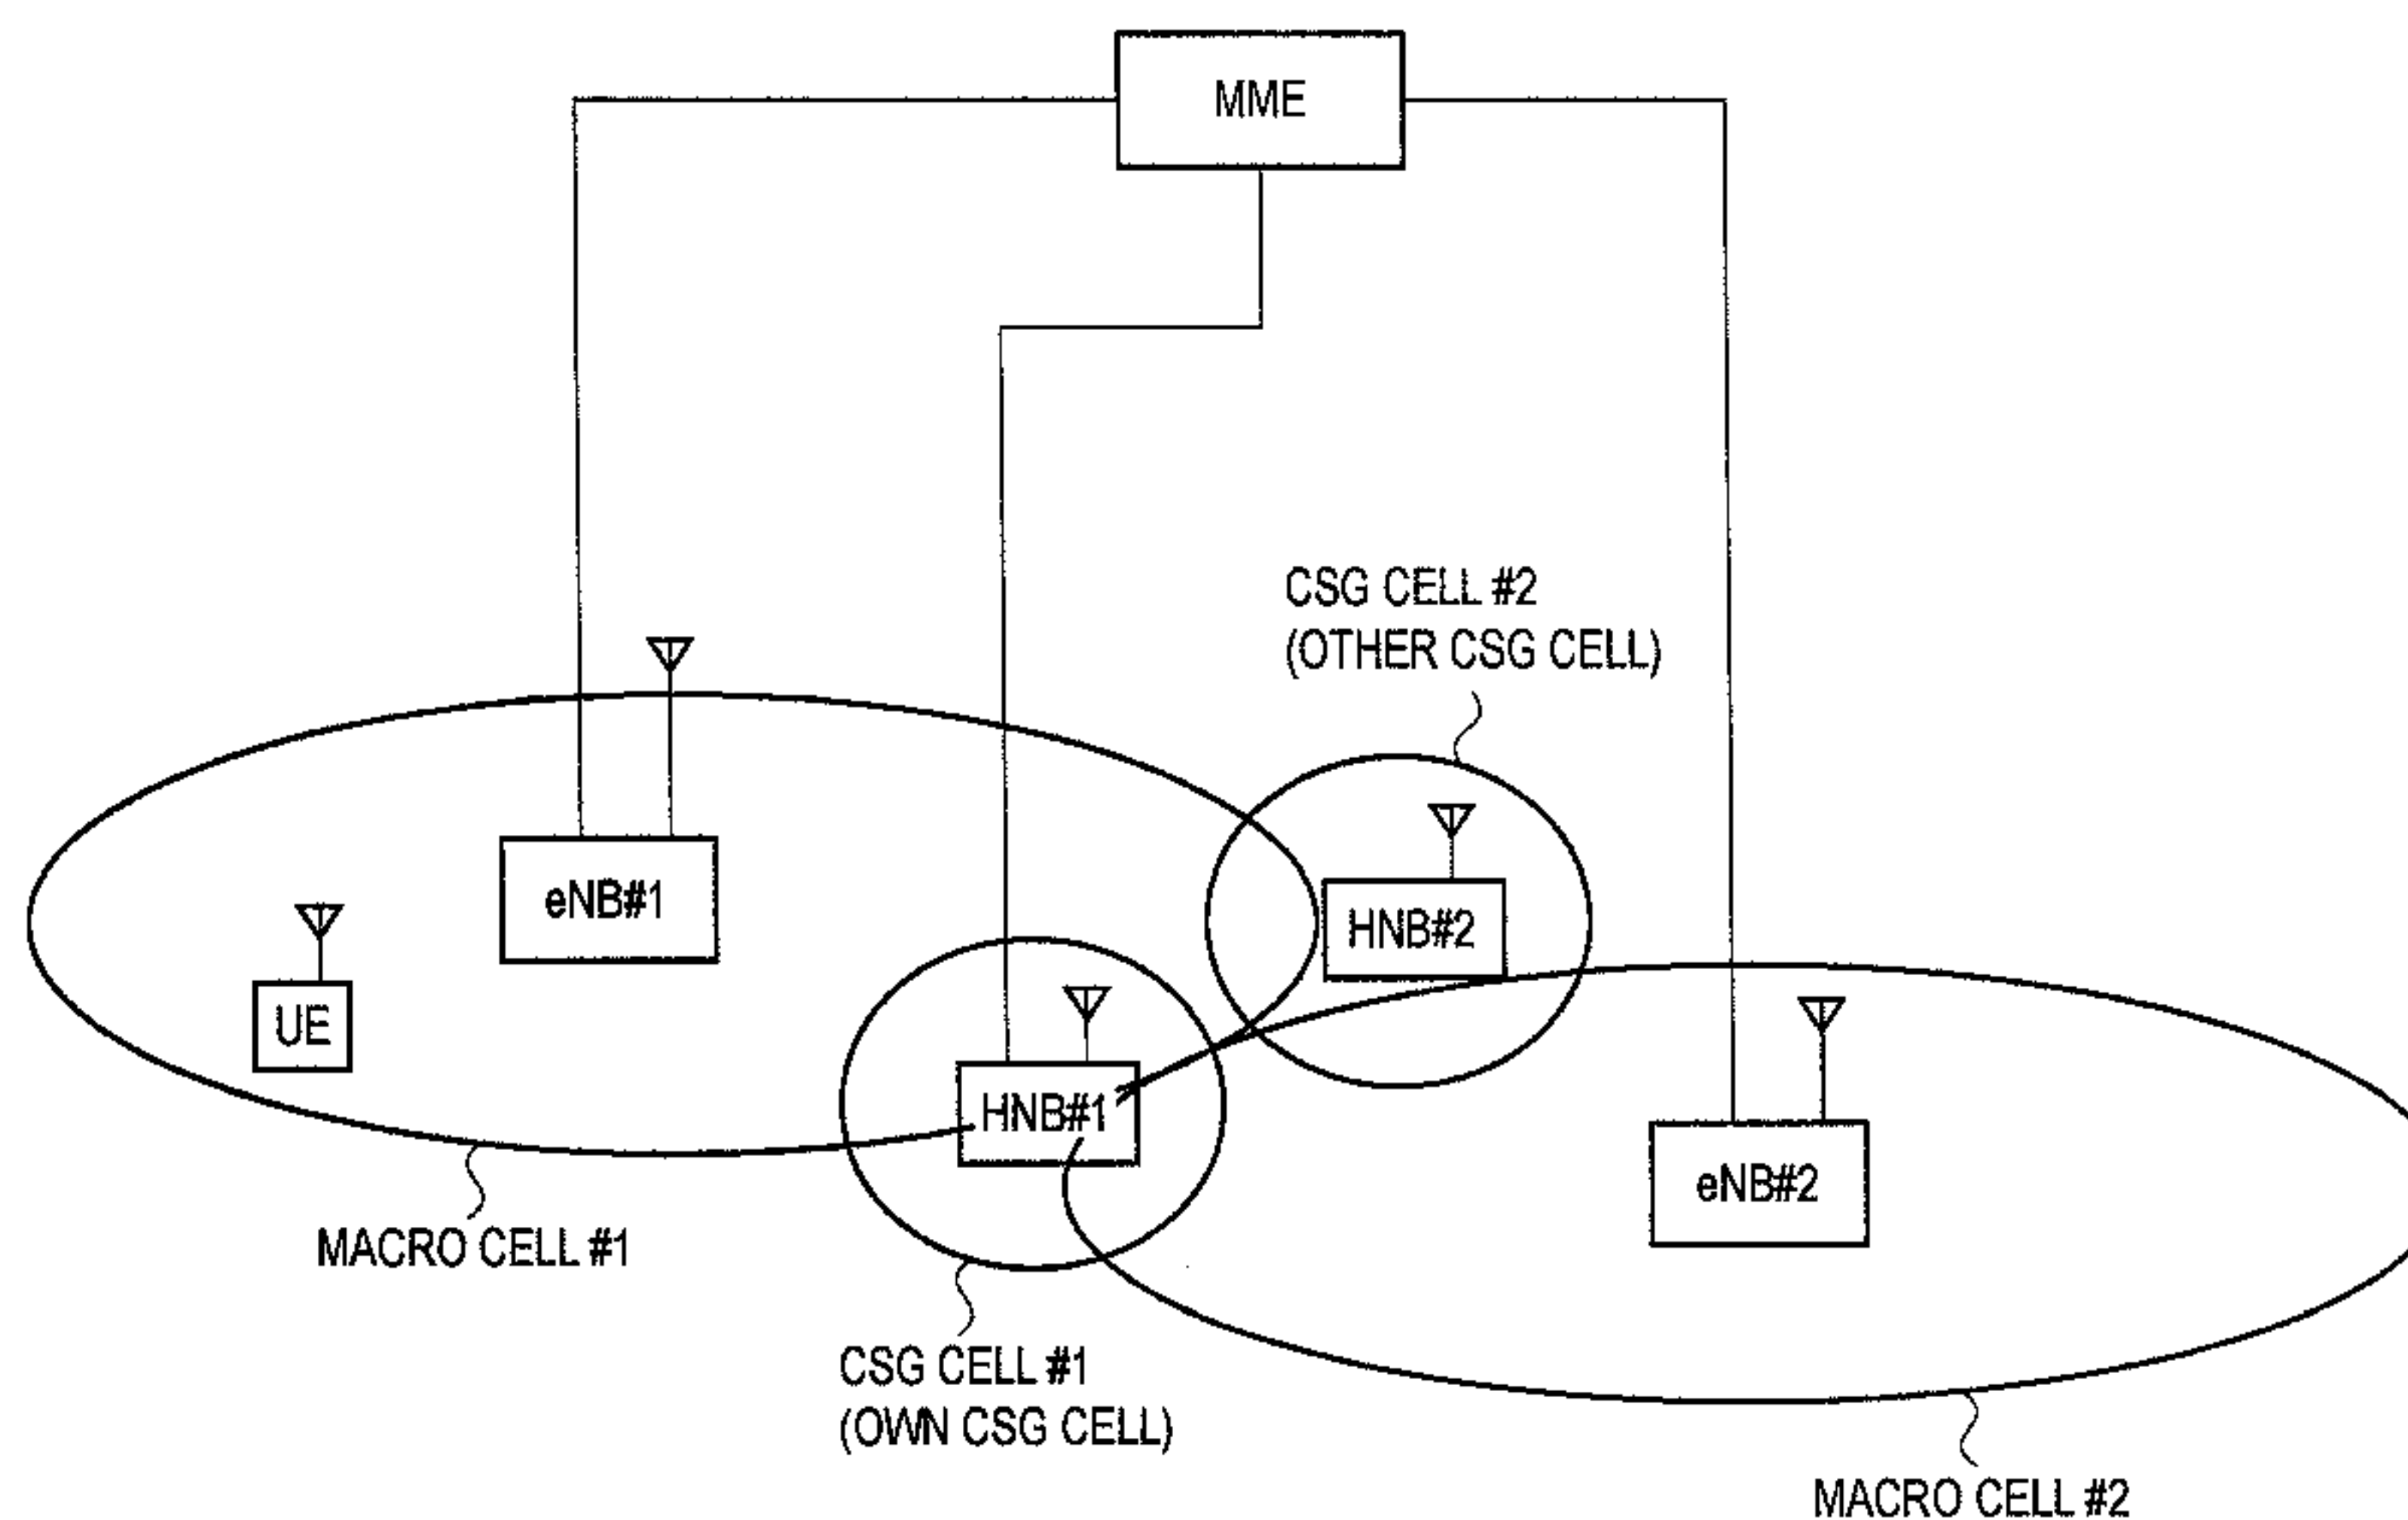 MME
CSG CELL #2
(OTHER CSG CELL)
eNB#1
HNB#2
UE
HNB#1
eNB#2
MACRO CELL #1
CSG CELL #1
(OWN CSG CELL)
MACRO CELL #2